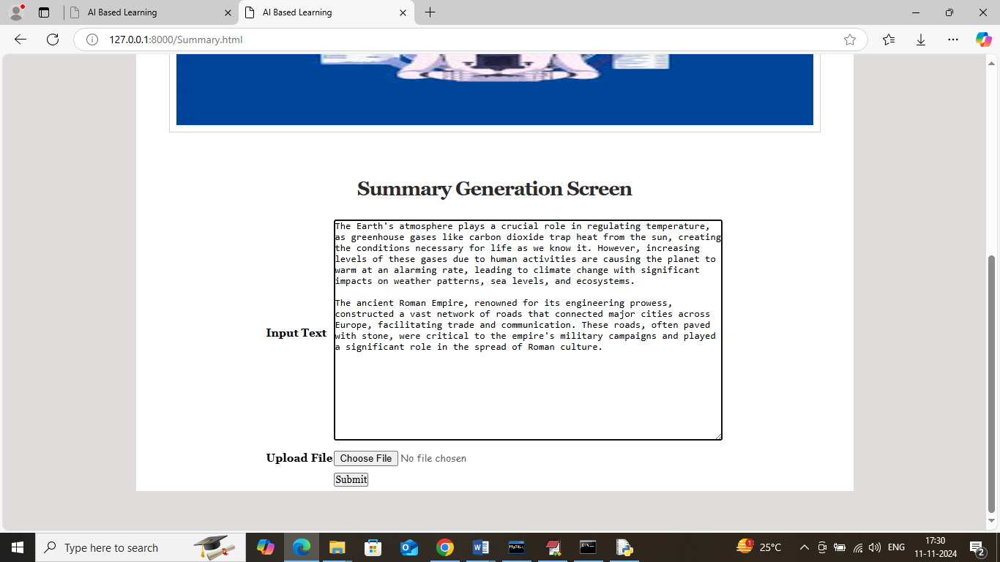 AI Based Learning
AI Based Learning
127.0.0.1:8000/Summary.html
Summary Generation Screen
Input Text
The Earth's atmosphere plays a crucial role in regulating temperature,
as greenhouse gases like carbon dioxide trap heat from the sun, creating
the conditions necessary for life as we know it. However, increasing
levels of these gases due to human activities are causing the planet to
warm at an alarming rate, leading to climate change with significant
impacts on weather patterns, sea levels, and ecosystems.
The ancient Roman Empire, renowned for its engineering prowess,
constructed a vast network of roads that connected major cities across
Europe, facilitating trade and communication. These roads, often paved
with stone, were critical to the empire's military campaigns and played
a significant role in the spread of Roman culture.
Upload File Choose File No file chosen
Submit
Type here to search
1
25°C
ENG
17:30
11-11-2024
2